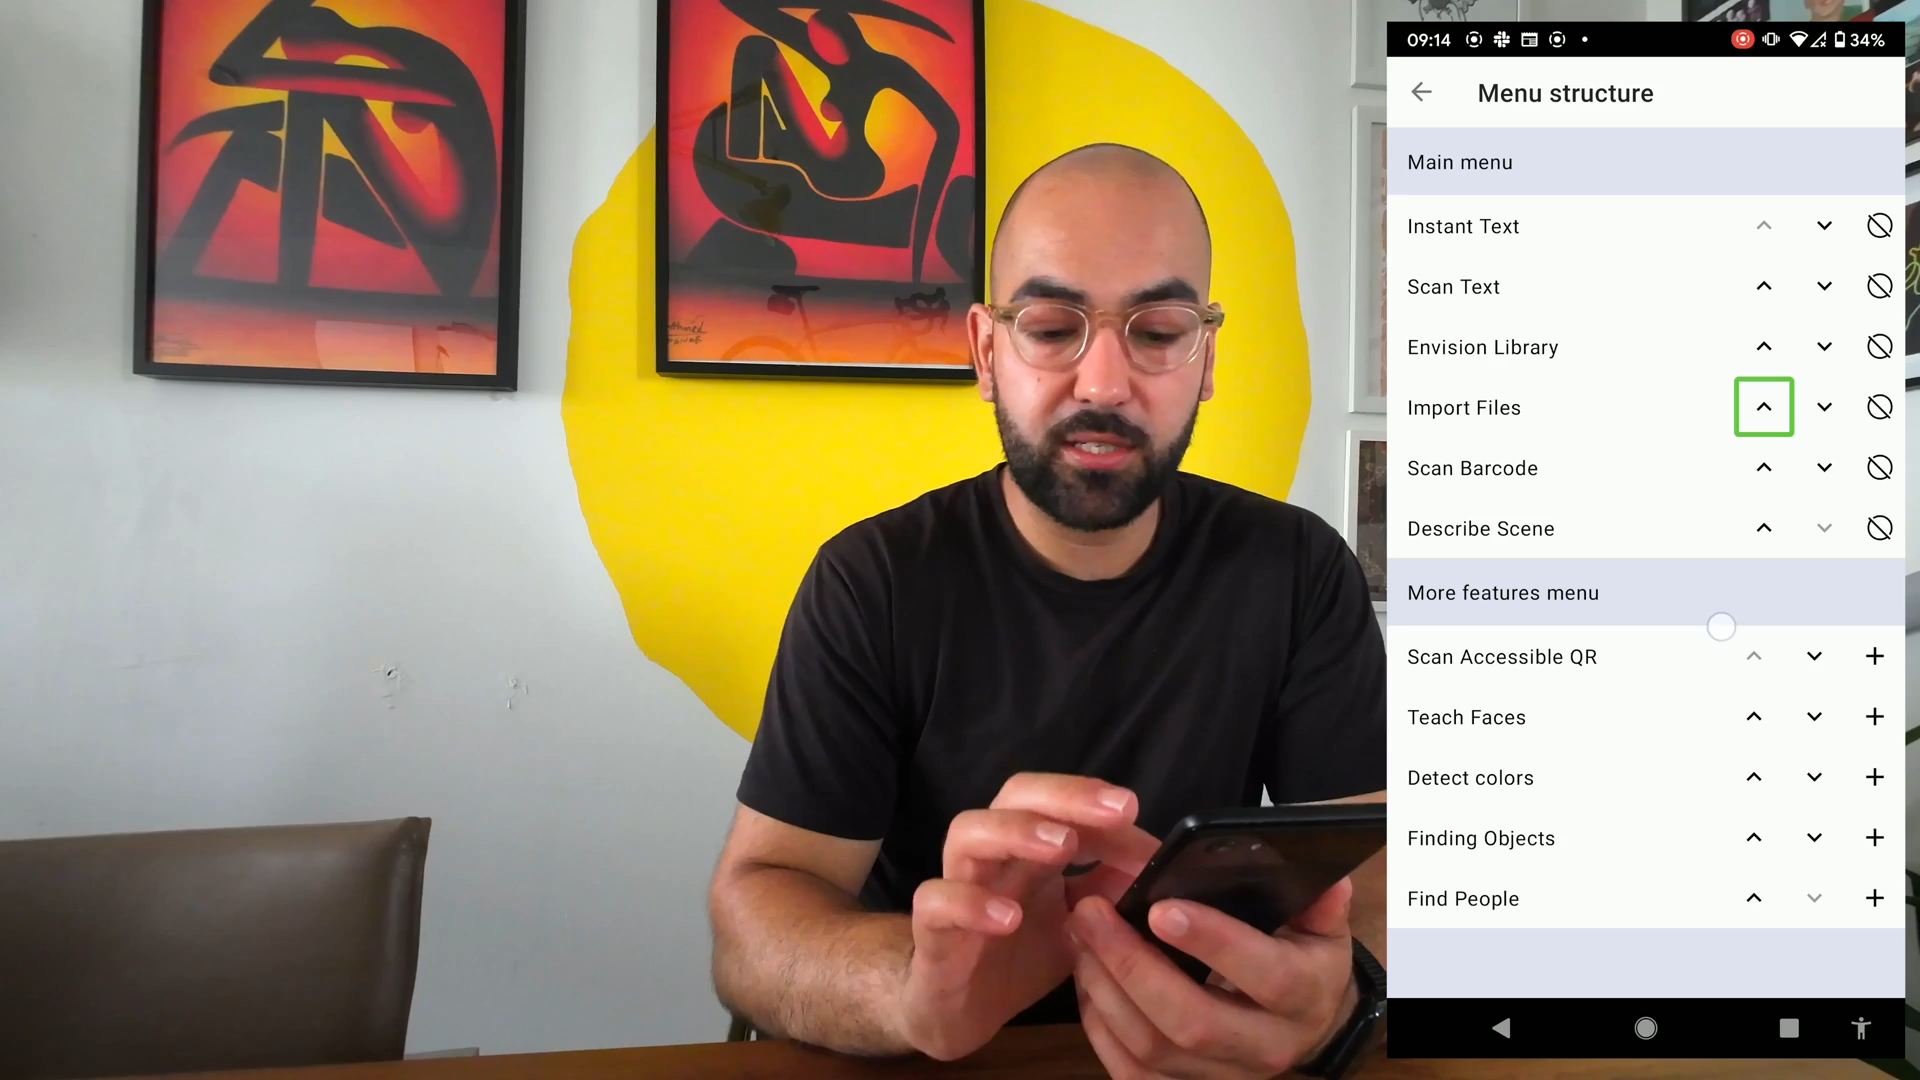 09:14
34%
Menu structure
Main menu
Instant Text
Scan Text
Envision Library
Import Files
Scan Barcode
Describe Scene
More features menu
Scan Accessible QR
Teach Faces
Detect colors
Finding Objects
Find People